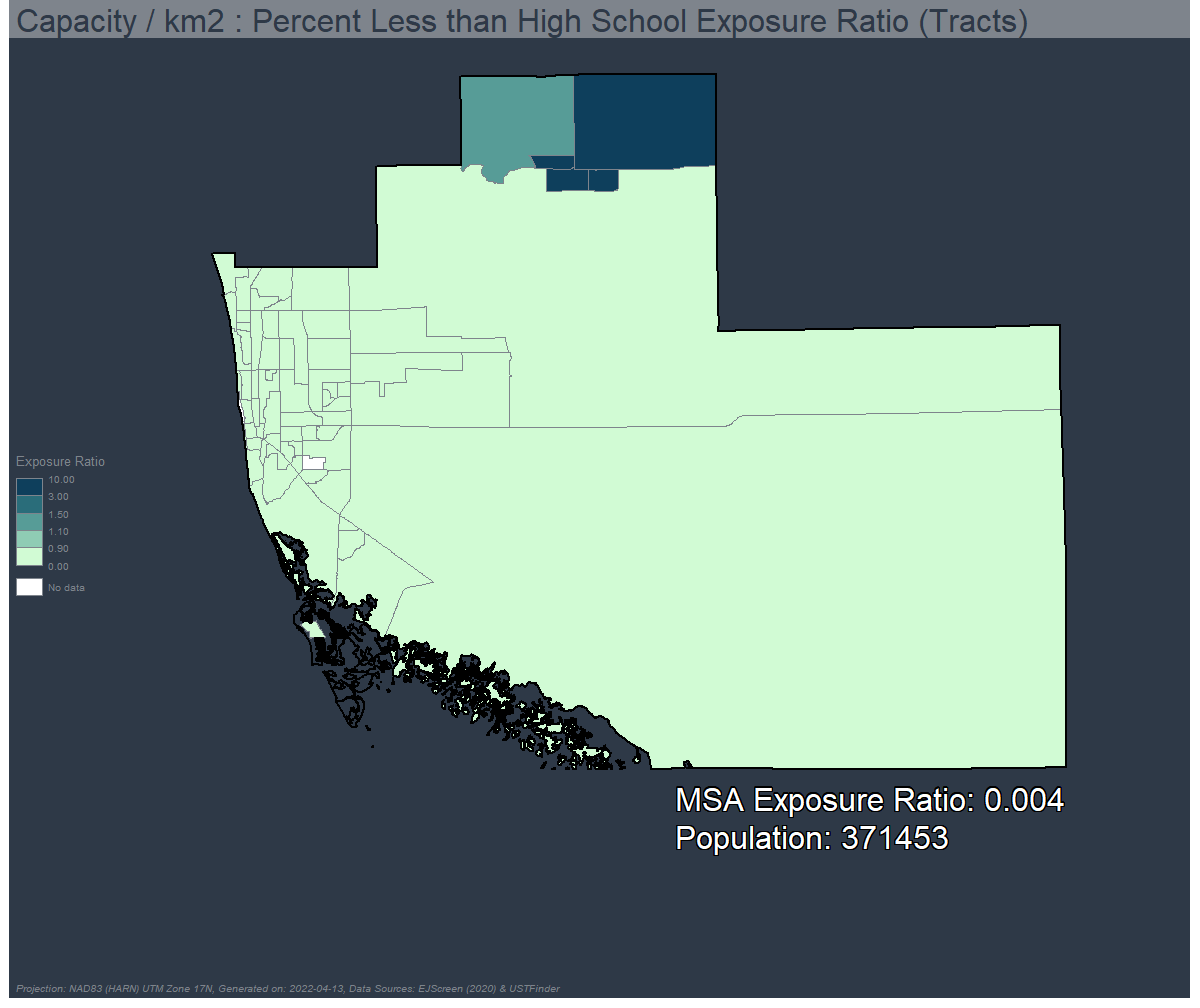 Capacity / km2 : Percent Less than High School Exposure Ratio (Tracts)
Exposure Ratio
10.00
3.00
1.50
1.10
0.90
0.00
No data
MSA Exposure Ratio: 0.004
Population: 371453
Projection: NAD83 (HARN) UTM Zone 17N, Generated on: 2022-04-13, Data Sources: EJScreen (2020) & USTFinder